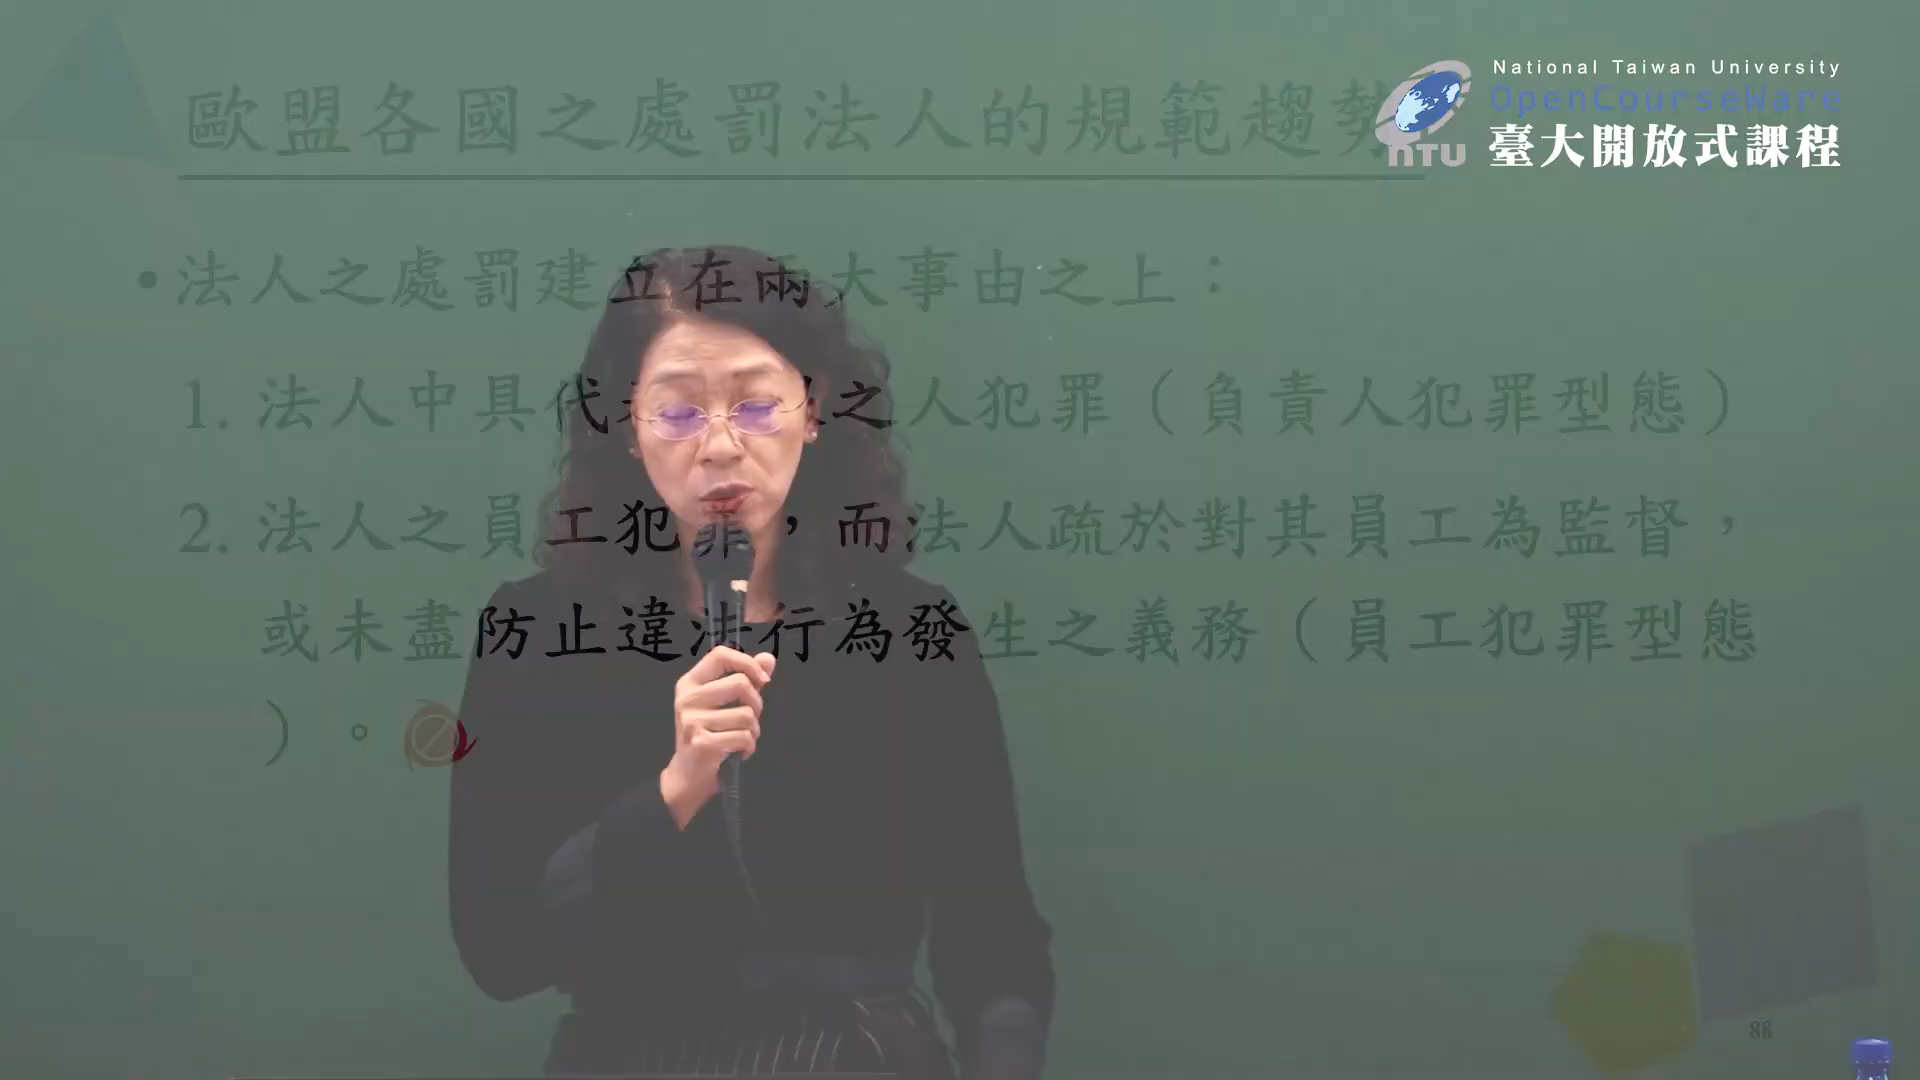 歐盟各國之處罰法人的規範趨勢
National Taiwan University
OpenCourseWare
臺大開放式課程
NTU
•法人之處罰建立在兩大事由之上：
1. 法人中具代表權人之人犯罪（負責人犯罪型態）
2. 法人之員工犯罪，而法人疏於對其員工為監督，
或未盡防止違法行為發生之義務（員工犯罪型態
）。
88